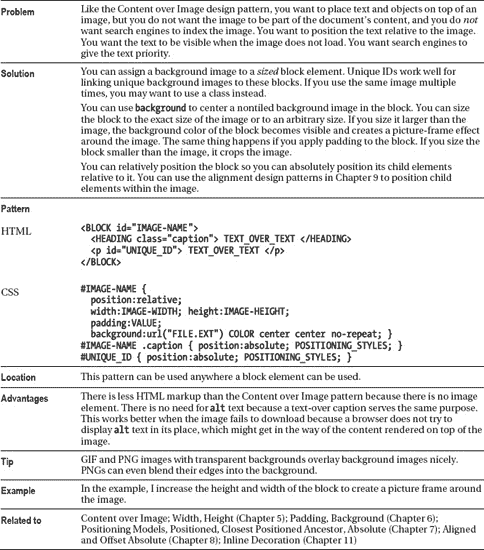 Problem
Like the Content over Image design pattern, you want to place text and objects on top of an
image, but you do not want the image to be part of the document's content, and you do not
want search engines to index the image. You want to position the text relative to the image.
You want the text to be visible when the image does not load. You want search engines to
give the text priority.
Solution
You can assign a background image to a sized block element. Unique IDs work well for
linking unique background images to these blocks. If you use the same image multiple
times, you may want to use a class instead.
You can use background to center a nontiled background image in the block. You can size
the block to the exact size of the image or to an arbitrary size. If you size it larger than the
image, the background color of the block becomes visible and creates a picture-frame effect
around the image. The same thing happens if you apply padding to the block. If you size the
block smaller than the image, it crops the image.
You can relatively position the block so you can absolutely position its child elements
relative to it. You can use the alignment design patterns in Chapter 9 to position child
elements within the image.
Pattern
HTML
<BLOCK id="IMAGE-NAME">
<HEADING class="caption"> TEXT_OVER_TEXT </HEADING>
<p id="UNIQUE_ID"> TEXT_OVER_TEXT </p>
</BLOCK>
CSS
#IMAGE-NAME {
position:relative;
width:IMAGE-WIDTH; height:IMAGE-HEIGHT;
padding:VALUE;
background:url("FILE.EXT") COLOR center center no-repeat; }
#IMAGE-NAME .caption { position:absolute; POSITIONING_STYLES; }
#UNIQUE_ID { position:absolute; POSITIONING_STYLES; }
Location
This pattern can be used anywhere a block element can be used.
Advantages
There is less HTML markup than the Content over Image pattern because there is no image
element. There is no need for alt text because a text-over caption serves the same purpose.
This works better when the image fails to download because a browser does not try to
display alt text in its place, which might get in the way of the content rendered on top of the
image.
Tip
GIF and PNG images with transparent backgrounds overlay background images nicely.
PNGs can even blend their edges into the background.
Example
In the example, I increase the height and width of the block to create a picture frame around
the image.
Related to
Content over Image; Width, Height (Chapter 5); Padding, Background (Chapter 6);
Positioning Models, Positioned, Closest Positioned Ancestor, Absolute (Chapter 7); Aligned
and Offset Absolute (Chapter 8); Inline Decoration (Chapter 11)